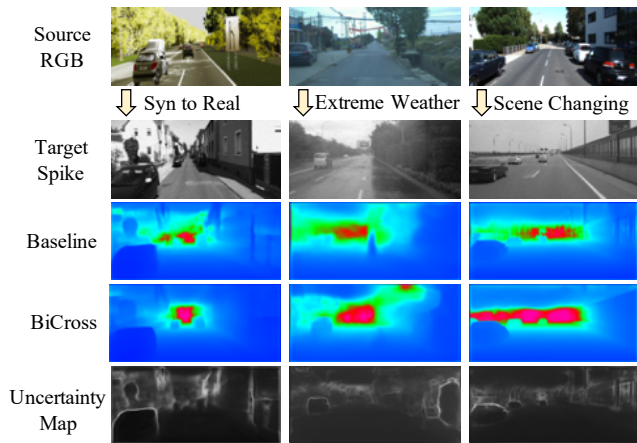 Source
RGB
Syn to Real
Extreme Weather
Scene Changing
Target
Spike
Baseline
BiCross
Uncertainty
Map